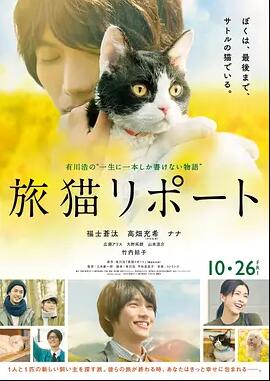 ぼくは、最後まで、
サトルの猫でいる。
有川浩の"一生に一本しか書けない物語"
旅猫リポート
福士蒼汰 高畑充希 ナナ
広瀬アリス 大野拓朗 山本涼介
竹内結子
10・26
1人と1匹の新しい飼い主を探す旅。彼らの旅が終わる時、あなたはきっと幸せに包まれる―。